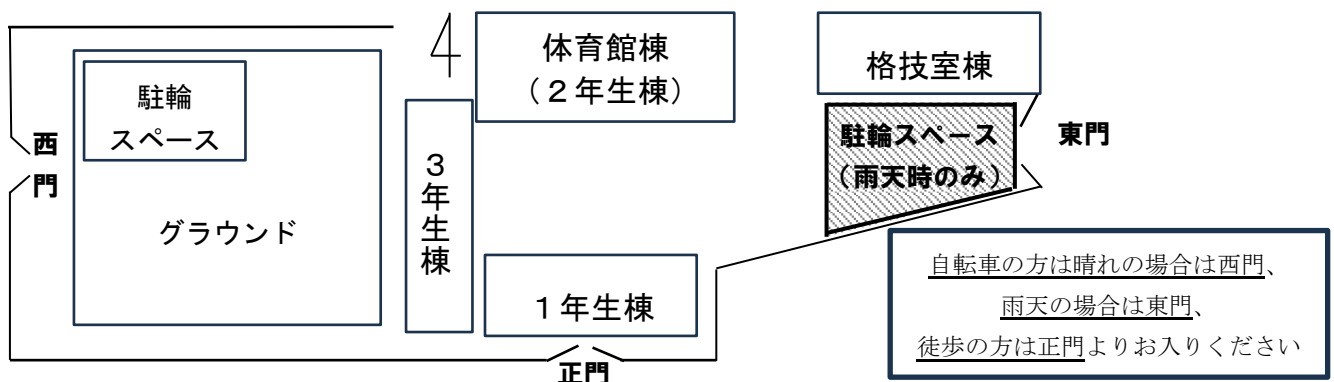 体育館棟
（２年生棟）
格技室棟
駐輪
スペース
西
門
グラウンド
３
年
生
棟
駐輪スペース
（雨天時のみ）
東門
１年生棟
正門
自転車の方は晴れの場合は西門、
雨天の場合は東門、
徒歩の方は正門よりお入りください